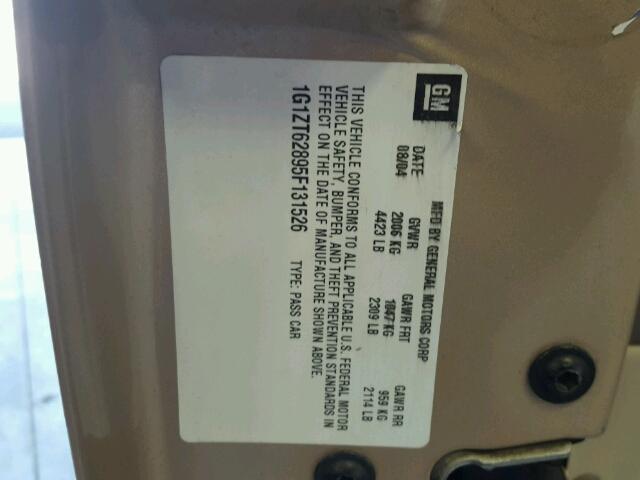 GM
MFD BY GENERAL MOTORS CORP
DATE GVWR GAWR FRT GAWR RR
08/04 2006 KG 1047 KG 959 KG
4423 LB 2309 LB 2114 LB
THIS VEHICLE CONFORMS TO ALL APPLICABLE U.S. FEDERAL MOTOR
VEHICLE SAFETY, BUMPER, AND THEFT PREVENTION STANDARDS IN
EFFECT ON THE DATE OF MANUFACTURE SHOWN ABOVE.
1G1ZT62895F131526 TYPE: PASS CAR